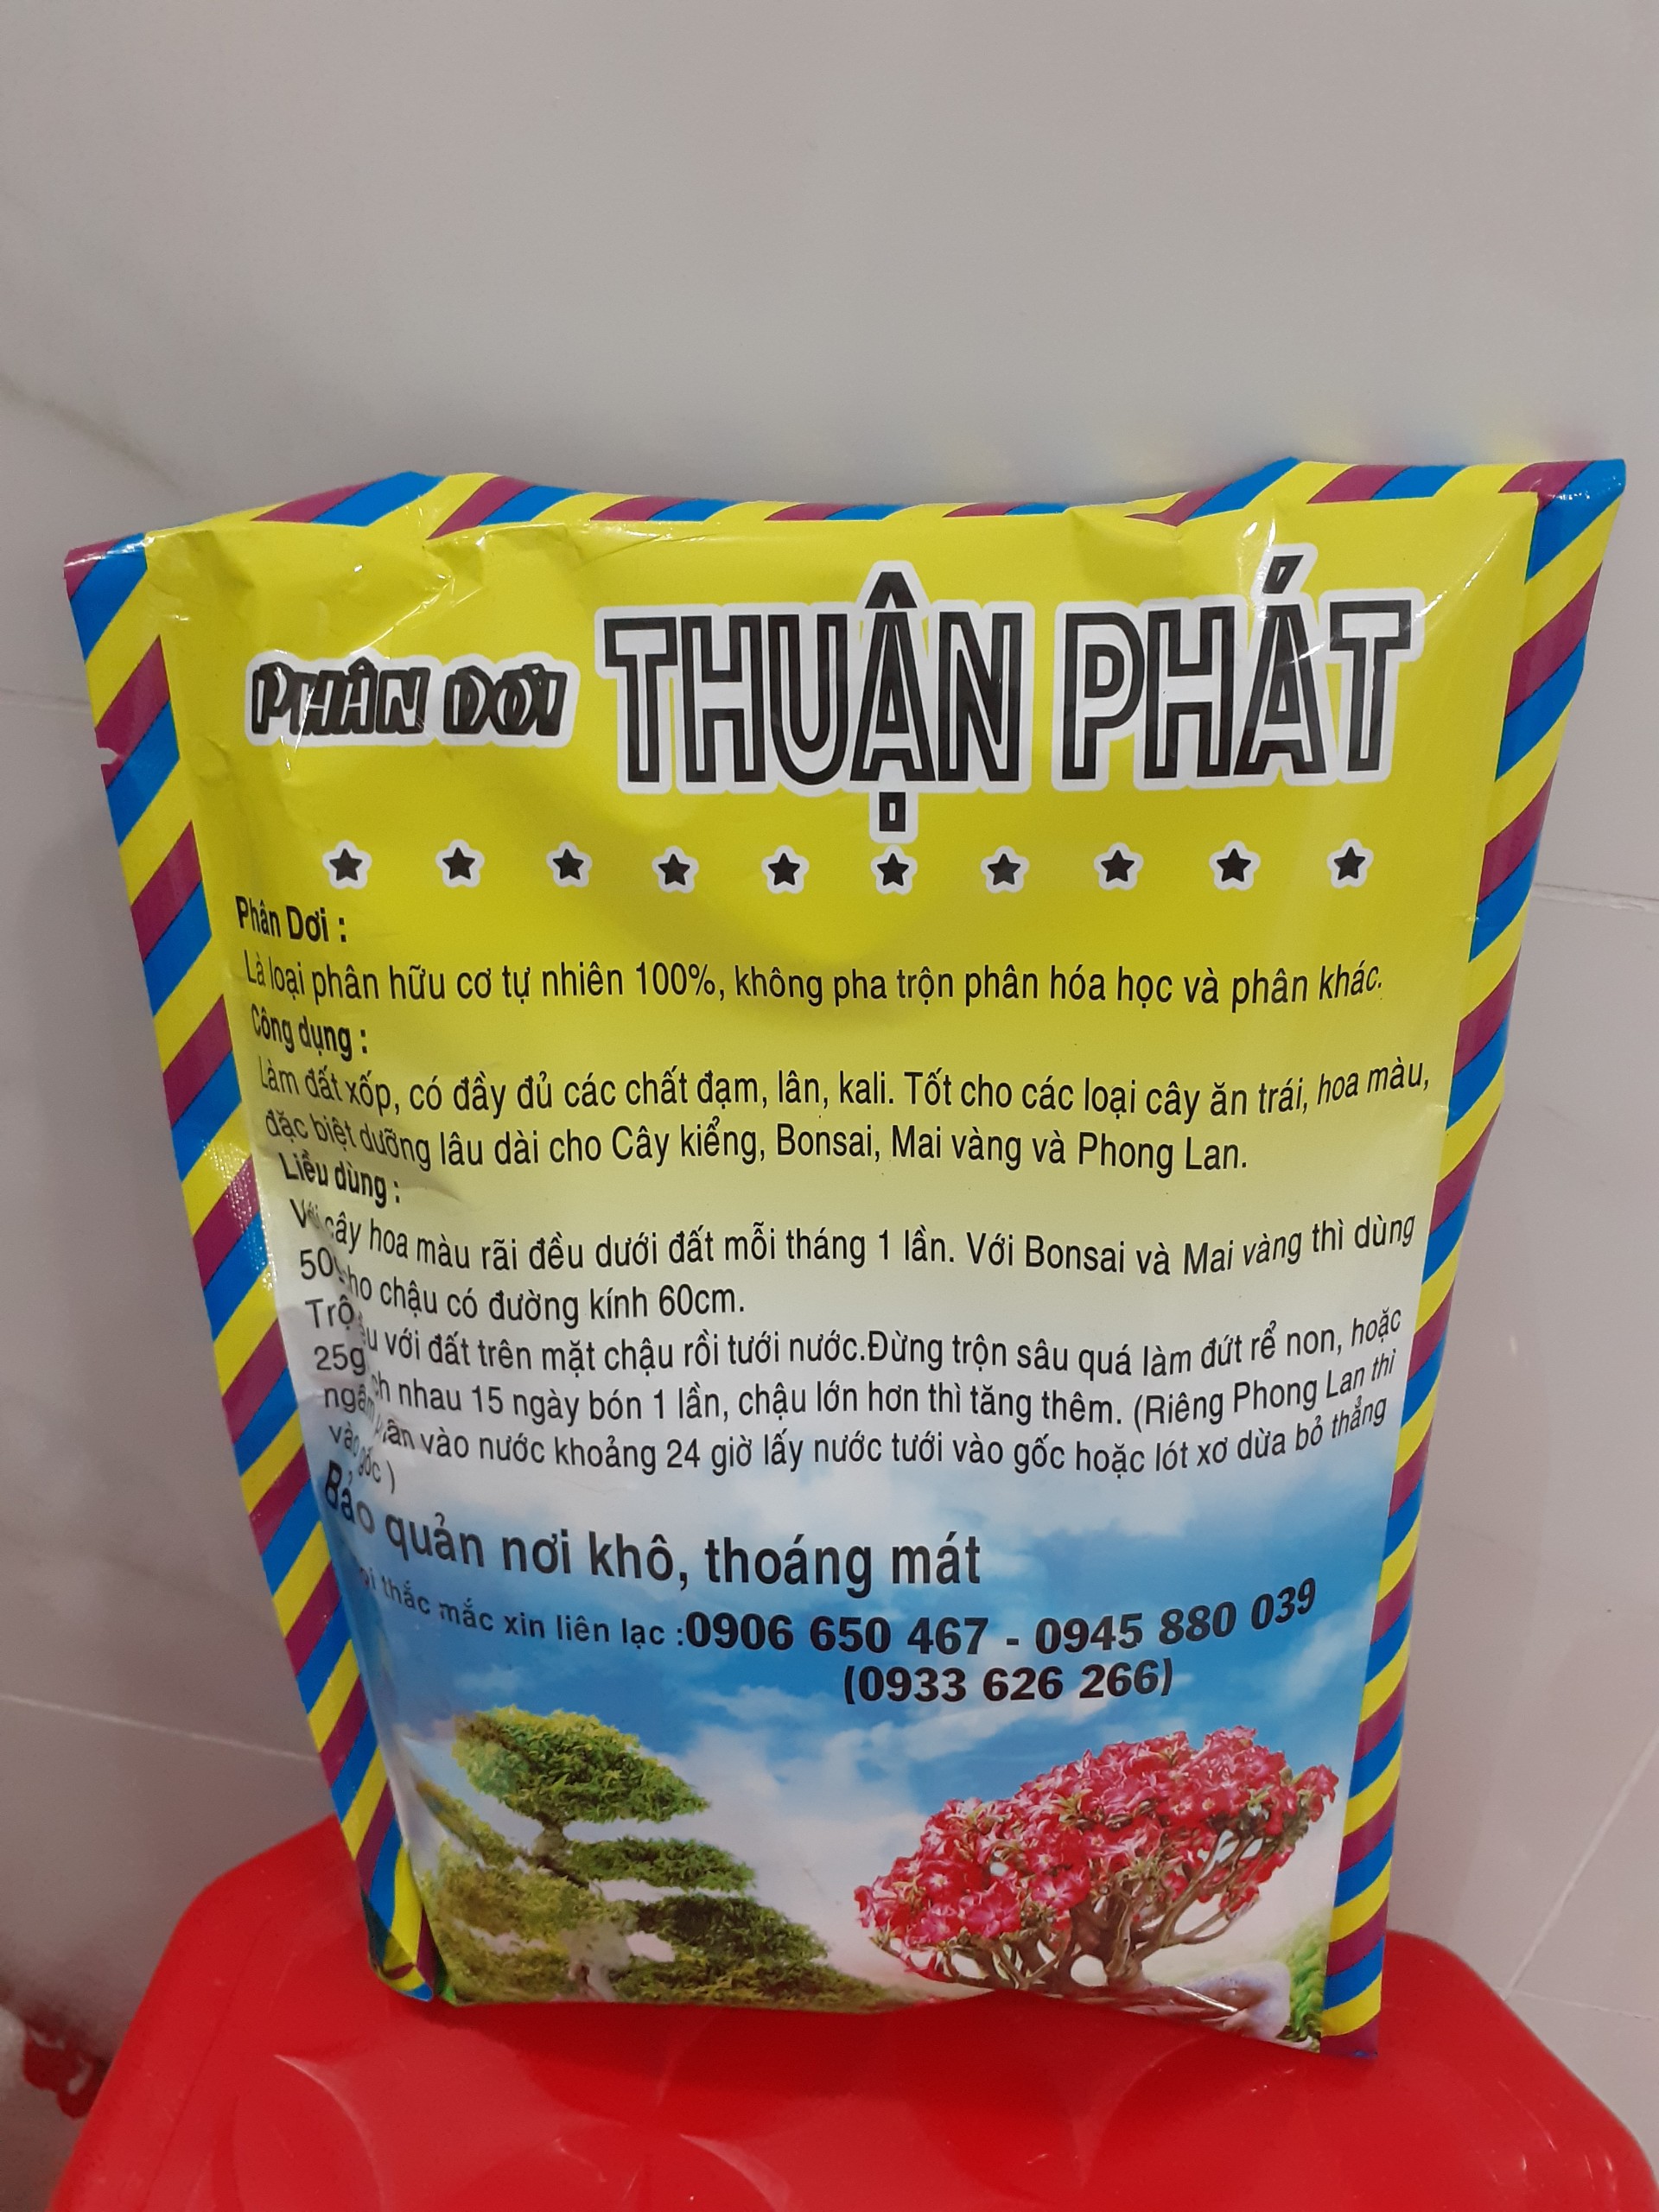 PHÂN DƠI THUẬN PHÁT
Phân Dơi :
Là loại phân hữu cơ tự nhiên 100%, không pha trộn phân hóa học và phân khác.
Công dụng :
Làm đất xốp, có đầy đủ các chất đạm, lân, kali. Tốt cho các loại cây ăn trái, hoa màu,
đặc biệt dưỡng lâu dài cho Cây kiểng, Bonsai, Mai vàng và Phong Lan.
Liều dùng :
Với cây hoa màu rãi đều dưới đất mỗi tháng 1 lần. Với Bonsai và Mai vàng thì dùng
cho chậu có đường kính 60cm.
với đất trên mặt chậu rồi tưới nước.Đừng trộn sâu quá làm đứt rể non, hoặc
25g nhau 15 ngày bón 1 lần, chậu lớn hơn thì tăng thêm. (Riêng Phong Lan thì
ngâm phân vào nước khoảng 24 giờ lấy nước tưới vào gốc hoặc lót xơ dừa bỏ thẳng
vào gốc )
Bảo quản nơi khô, thoáng mát
thắc mắc xin liên lạc :0906 650 467 - 0945 880 039
(0933 626 266)